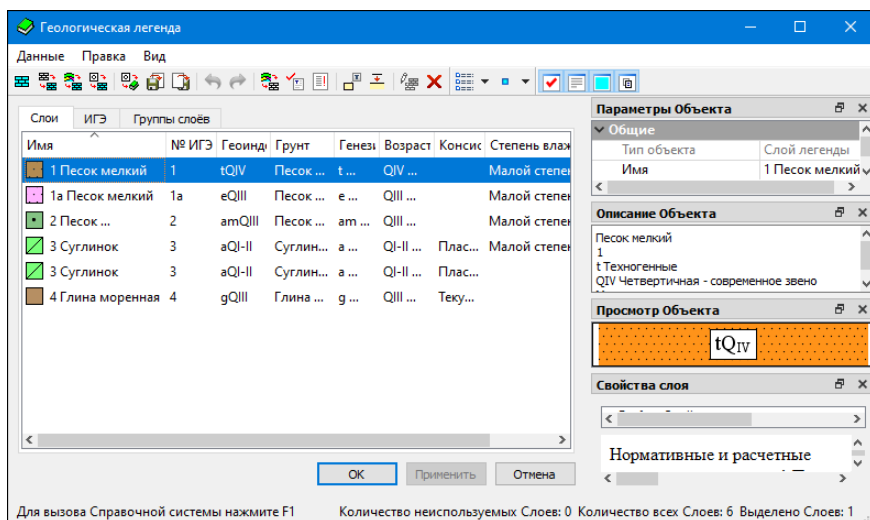 Геологическая легенда
Данные Правка Вид
Слои ИГЭ Группы слоёв
Имя № ИГЭ Геоинд Грунт Генези Возраст Консис Степень влаж
1 Песок мелкий 1 tQIV Песок ... t ... QIV ... Малой степен
1а Песок мелкий 1а eQIII Песок ... e ... QIII ... Малой степен
2 Песок ... 2 amQIII Песок ... am ... QIII ... Малой степен
3 Суглинок 3 aQI-II Суглин... a ... QI-II ... Плас... Малой степен
3 Суглинок 3 aQI-II Суглин... a ... QI-II ... Плас...
4 Глина моренная 4 gQIII Глина ... g ... QIII ... Теку...
OK Применить Отмена
Параметры Объекта
Общие
Тип объекта Слой легенды
Имя 1 Песок мелкий
Описание Объекта
Песок мелкий
1
t Техногенные
QIV Четвертичная - современное звено
Просмотр Объекта
tQIV
Свойства слоя
Нормативные и расчетные
Для вызова Справочной системы нажмите F1 Количество неиспользуемых Слоев: 0 Количество всех Слоев: 6 Выделено Слоев: 1